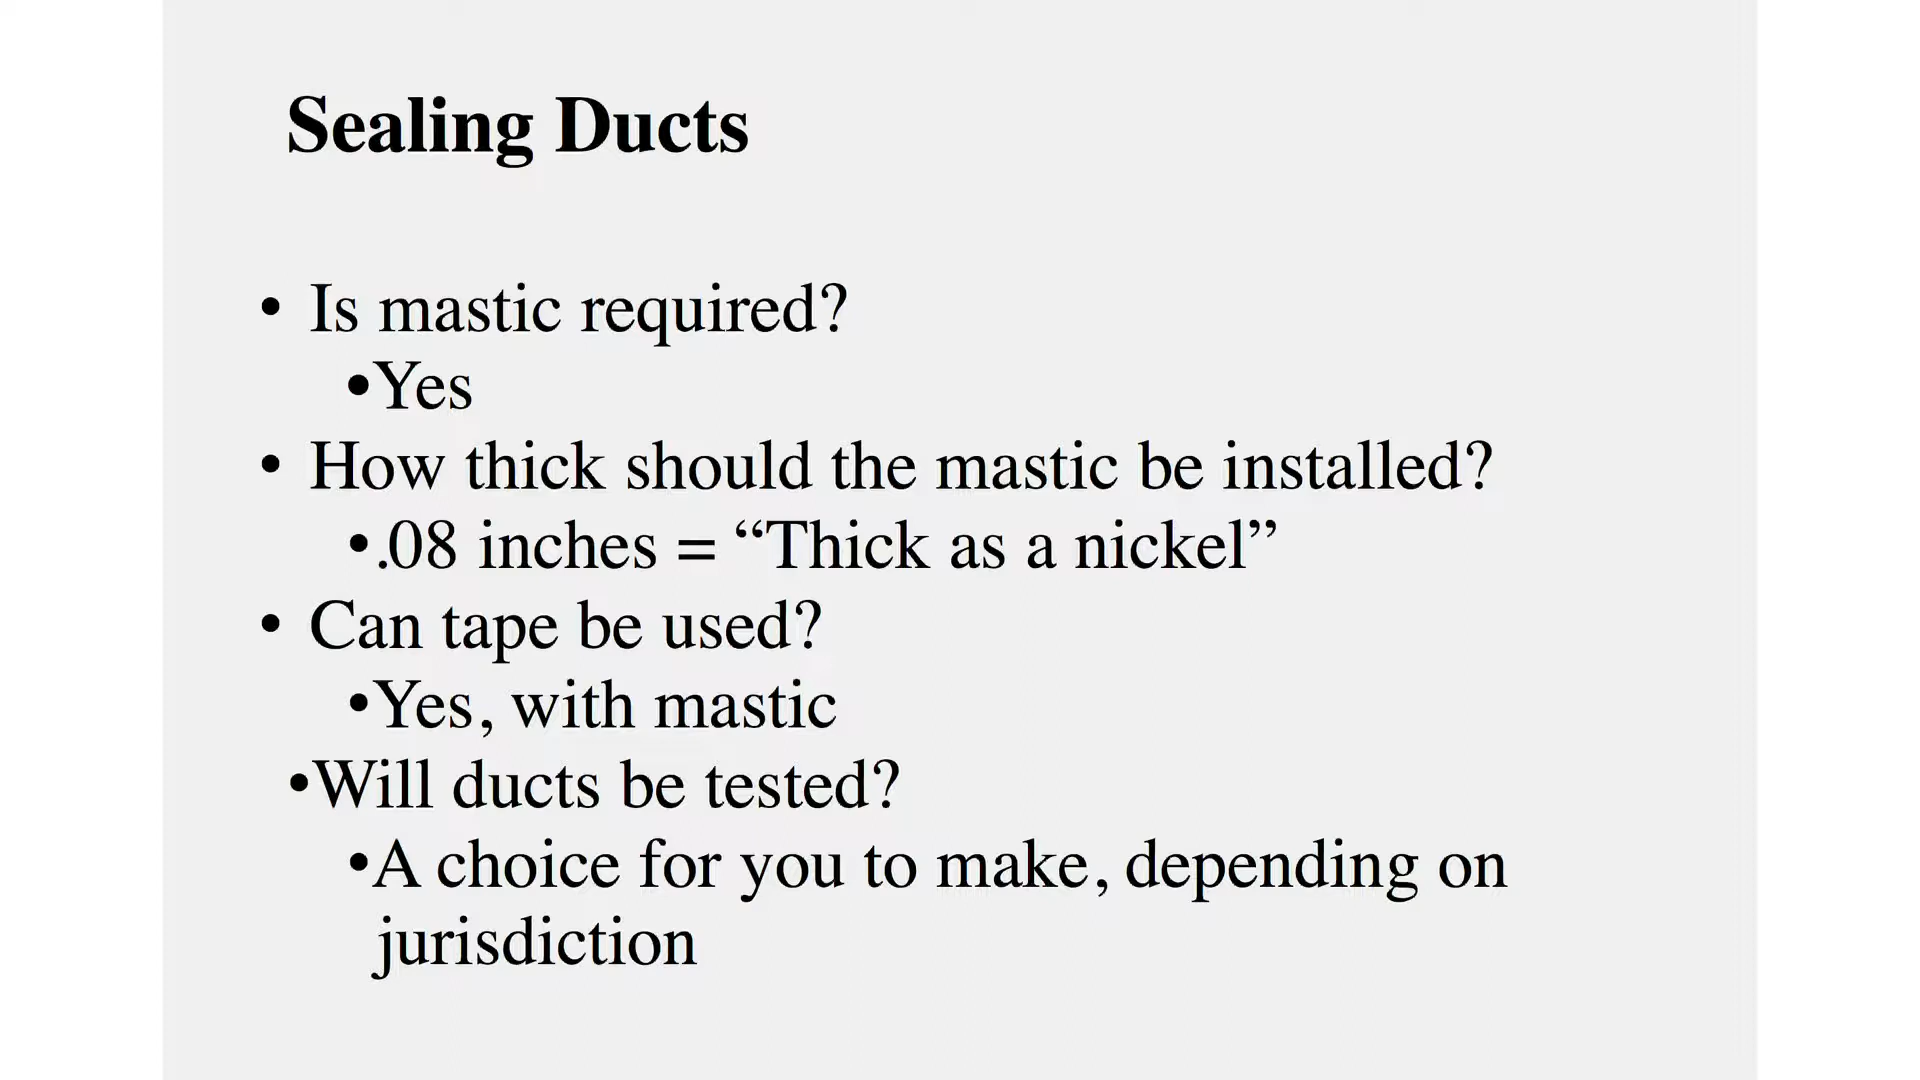 Sealing Ducts
• Is mastic required?
•Yes
• How thick should the mastic be installed?
•.08 inches = “Thick as a nickel”
• Can tape be used?
•Yes, with mastic
•Will ducts be tested?
•A choice for you to make, depending on
jurisdiction